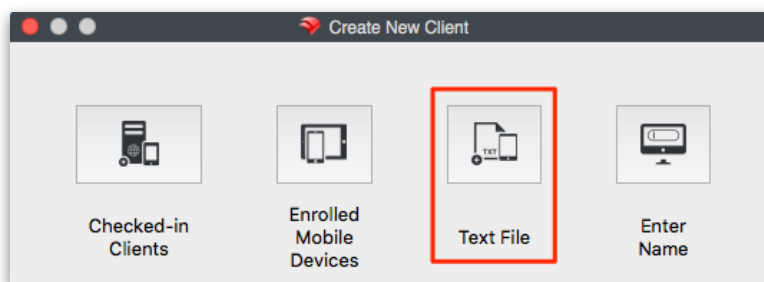 Create New Client
TXT
Checked-in
Clients
Enrolled
Mobile
Devices
Text File
Enter
Name